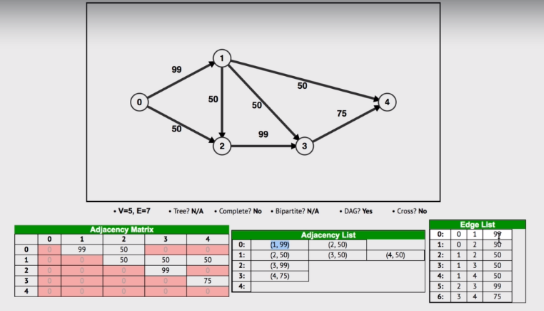 1
99
50
0
50
50
50
4
75
99
2
3
• V=5, E=7 • Tree? N/A • Complete? No • Bipartite? N/A • DAG? Yes • Cross? No
Adjacency Matrix
0 1 2 3 4
0 0 99 50 0 0
1 0 0 50 50 50
2 0 0 0 99 0
3 0 0 0 0 75
4 0 0 0 0 0
Adjacency List
0: (1, 99) (2, 50)
1: (2, 50) (3, 50) (4, 50)
2: (3, 99)
3: (4, 75)
4:
Edge List
0: 0 1 99
1: 0 2 50
2: 1 2 50
3: 1 3 50
4: 1 4 50
5: 2 3 99
6: 3 4 75